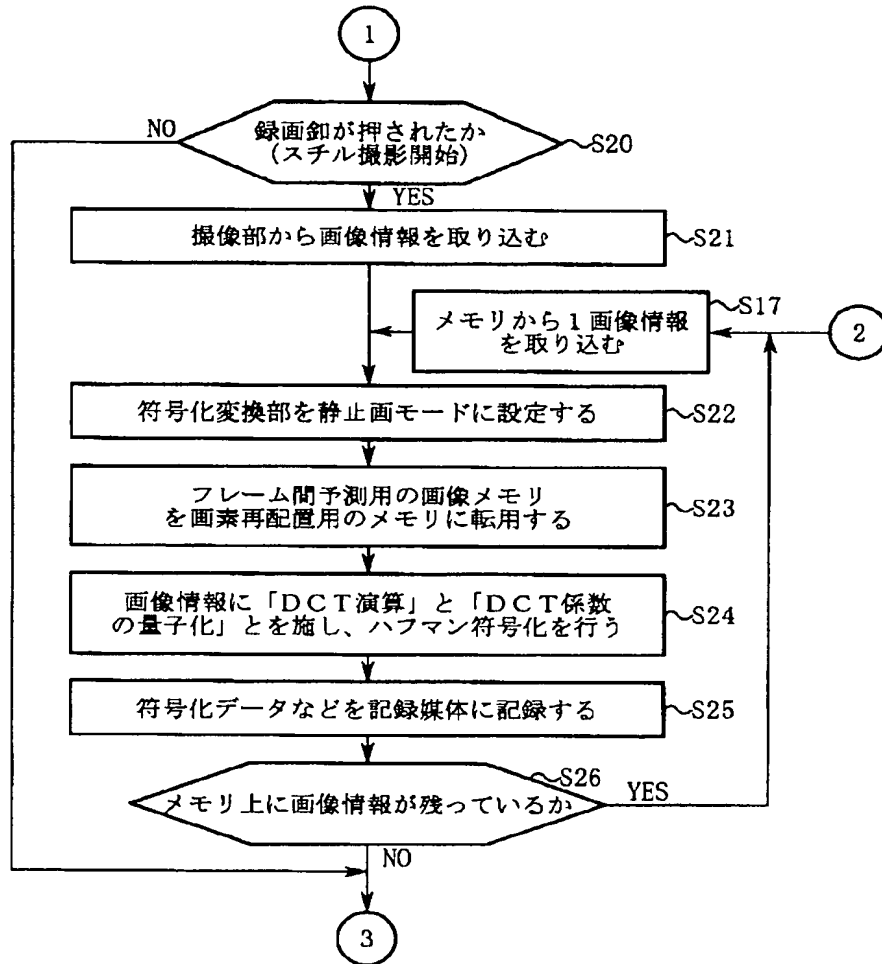 1
NO
録画釦が押されたか
(スチル撮影開始)
S20
YES
撮像部から画像情報を取り込む
S21
S17
メモリから1画像情報
を取り込む
2
符号化変換部を静止画モードに設定する
S22
フレーム間予測用の画像メモリ
を画素再配置用のメモリに転用する
S23
画像情報に「DCT演算」と「DCT係数
の量子化」とを施し、ハフマン符号化を行う
S24
符号化データなどを記録媒体に記録する
S25
S26
メモリ上に画像情報が残っているか
YES
NO
3